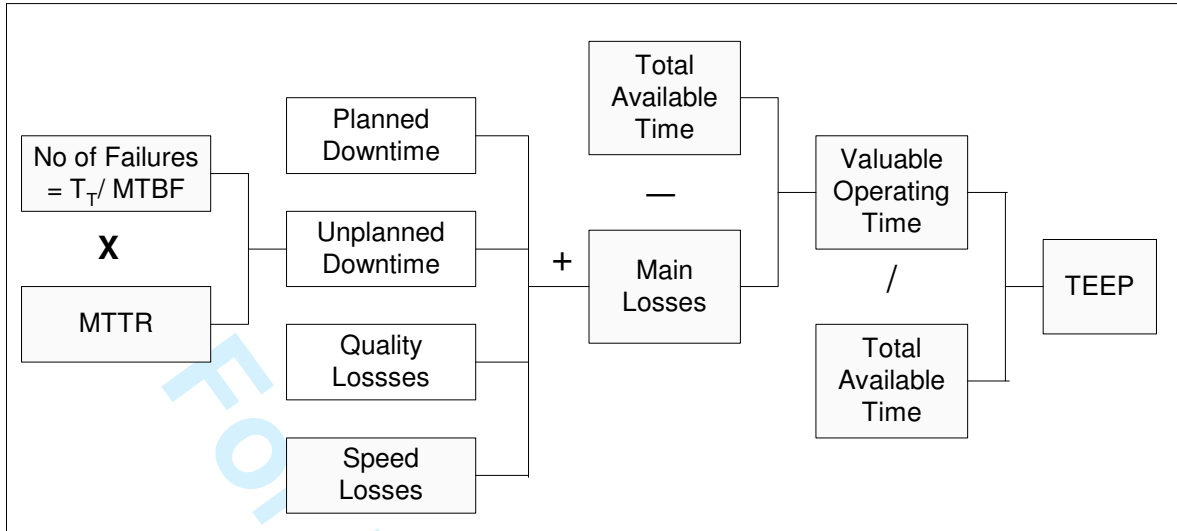 No of Failures
= T_T/ MTBF
X
MTTR
Planned
Downtime
Unplanned
Downtime
Quality
Lossses
Speed
Losses
+
Total
Available
Time
—
Main
Losses
Valuable
Operating
Time
/
Total
Available
Time
TEEP
For